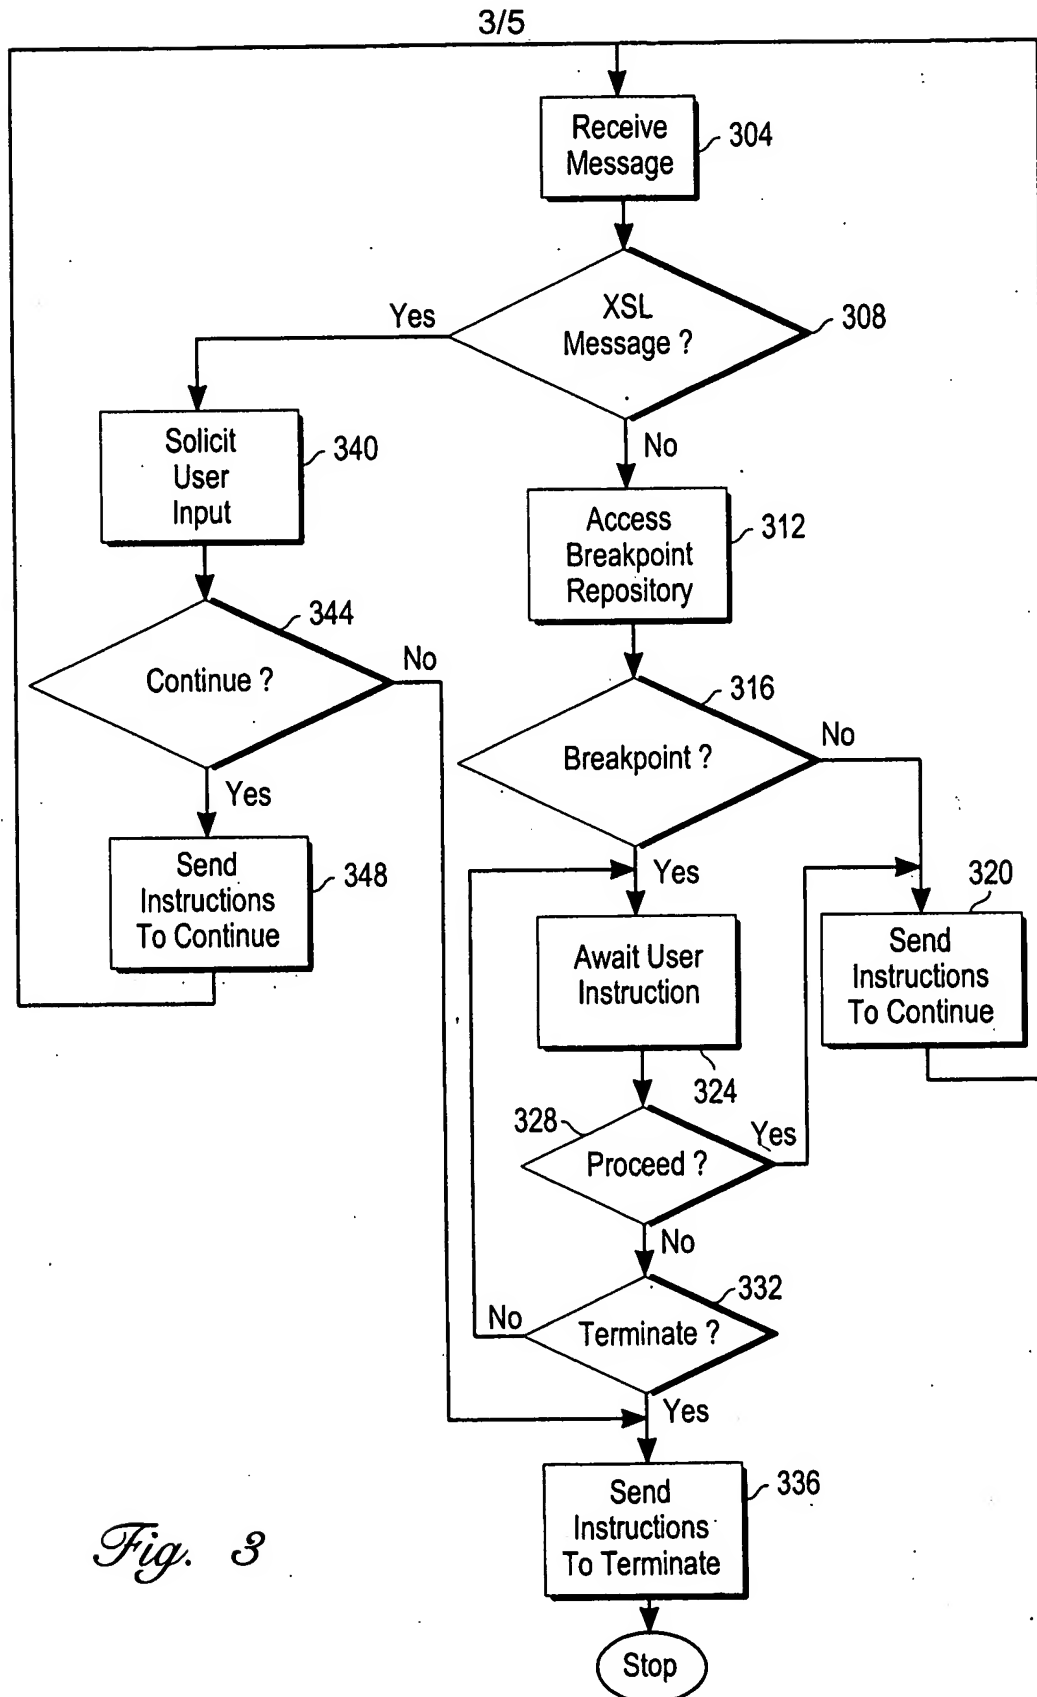 3/5
Receive
Message
304
XSL
Message ?
308
Yes
No
Solicit
User
Input
340
Access
Breakpoint
Repository
312
344
Continue ?
No
Yes
316
Breakpoint ?
No
Yes
Send
Instructions
To Continue
348
Await User
Instruction
324
320
Send
Instructions
To Continue
328
Proceed ?
Yes
No
332
Terminate ?
No
Yes
Send
Instructions
To Terminate
336
Stop
Fig. 3